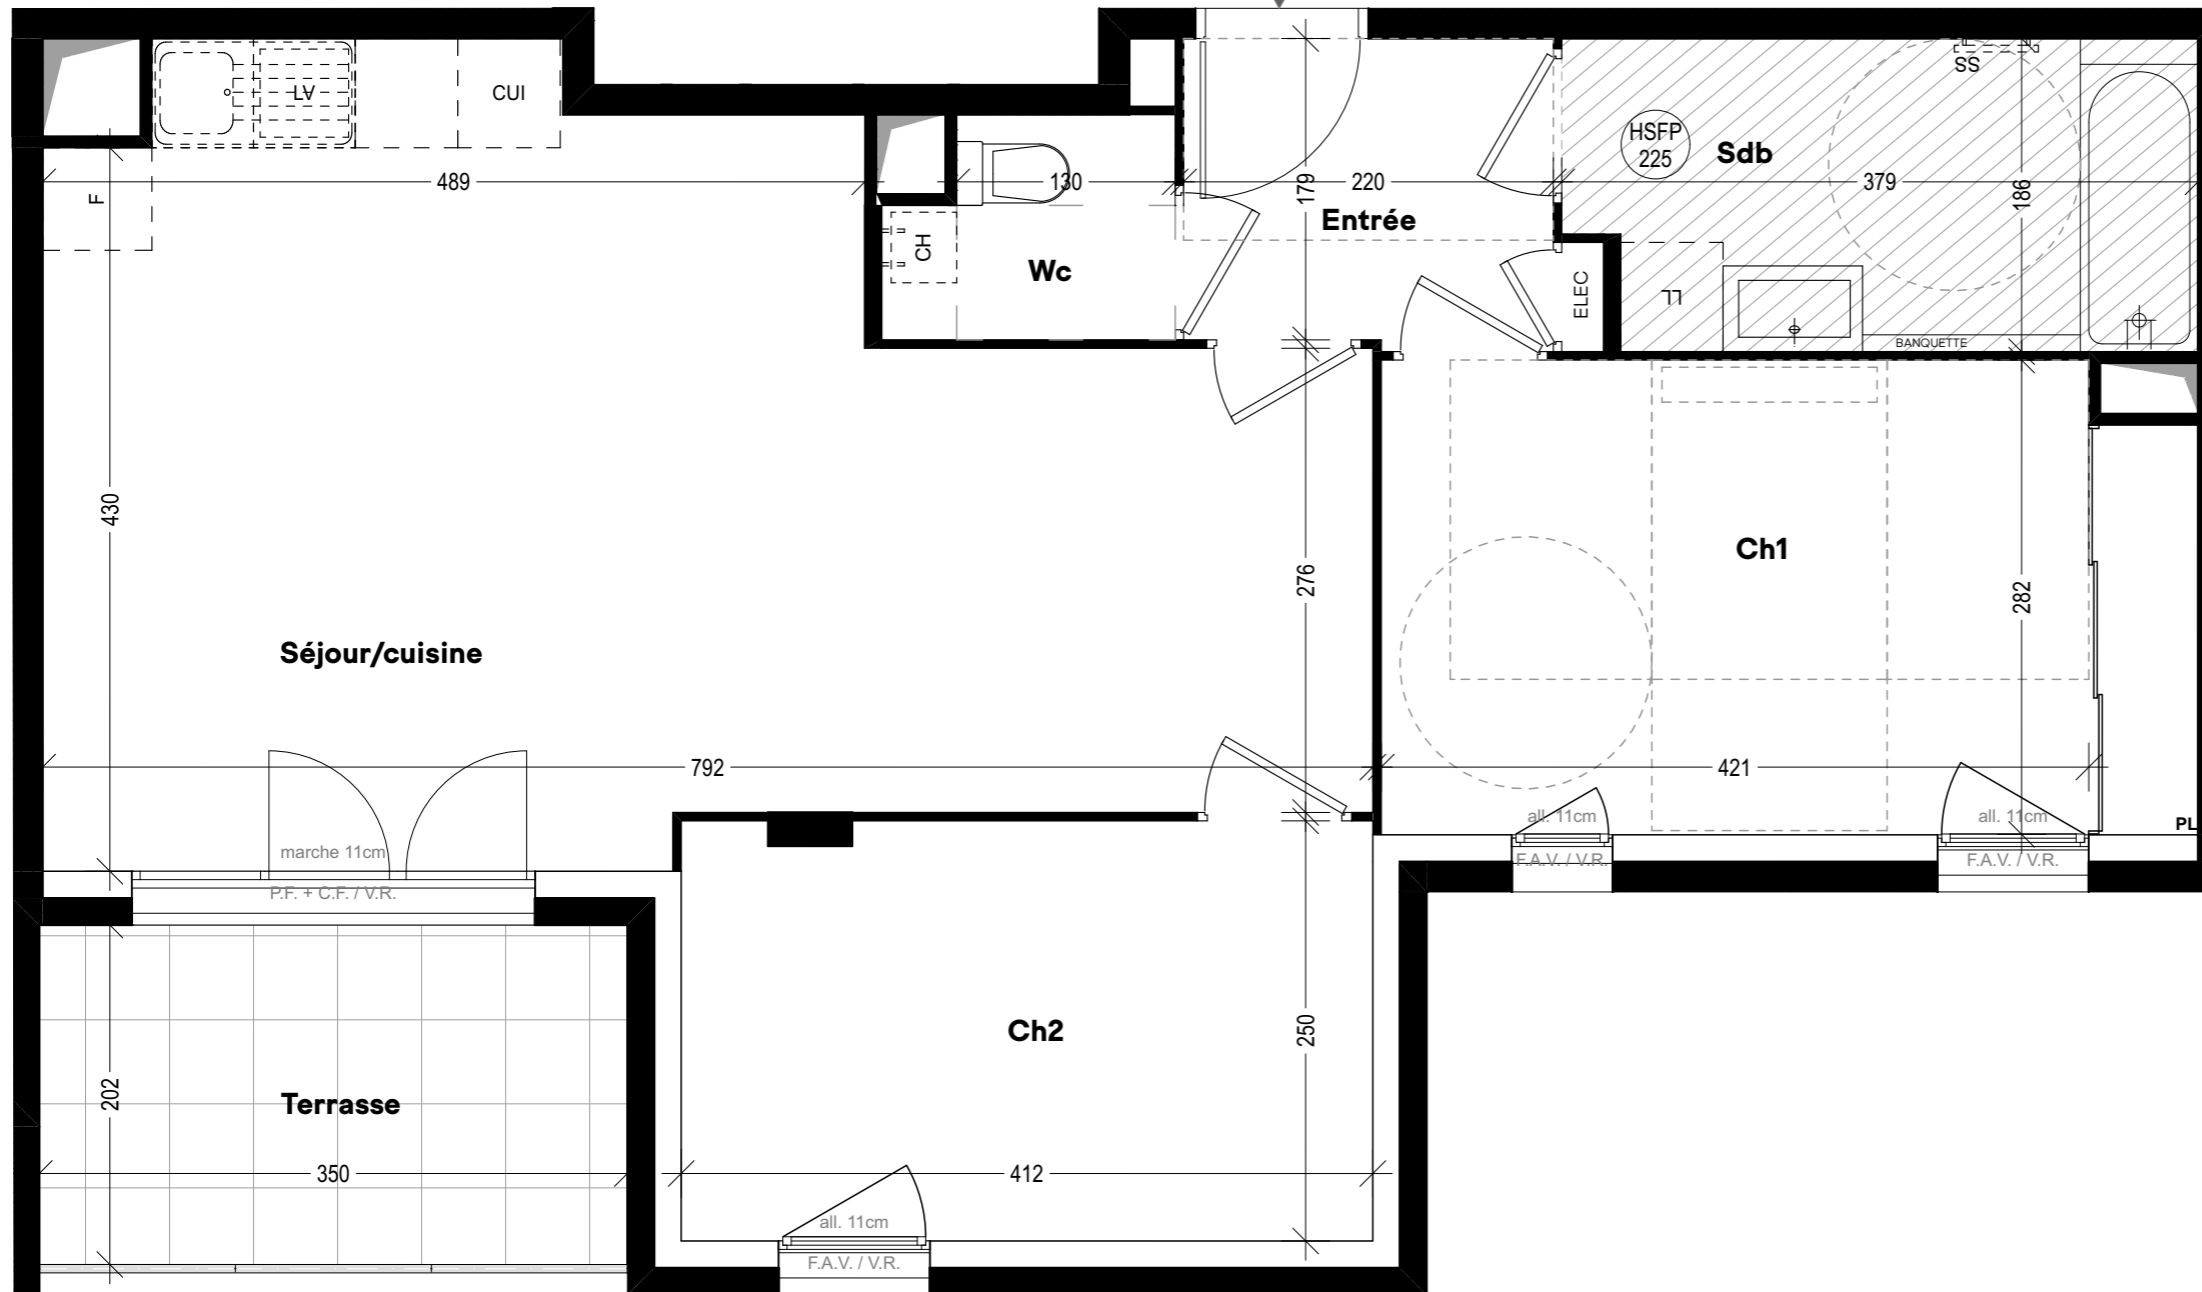 LV
CUI
SS
HSFP
225
Sdb
489
130
179
220
379
186
F
Entrée
CH
Wc
ELEC
LL
BANQUETTE
430
276
Ch1
282
Séjour/cuisine
792
421
all. 11cm
all. 11cm
PL
marche 11cm
F.A.V. / V.R.
F.A.V. / V.R.
P.F. + C.F. / V.R.
Ch2
250
202
Terrasse
350
412
all. 11cm
F.A.V. / V.R.